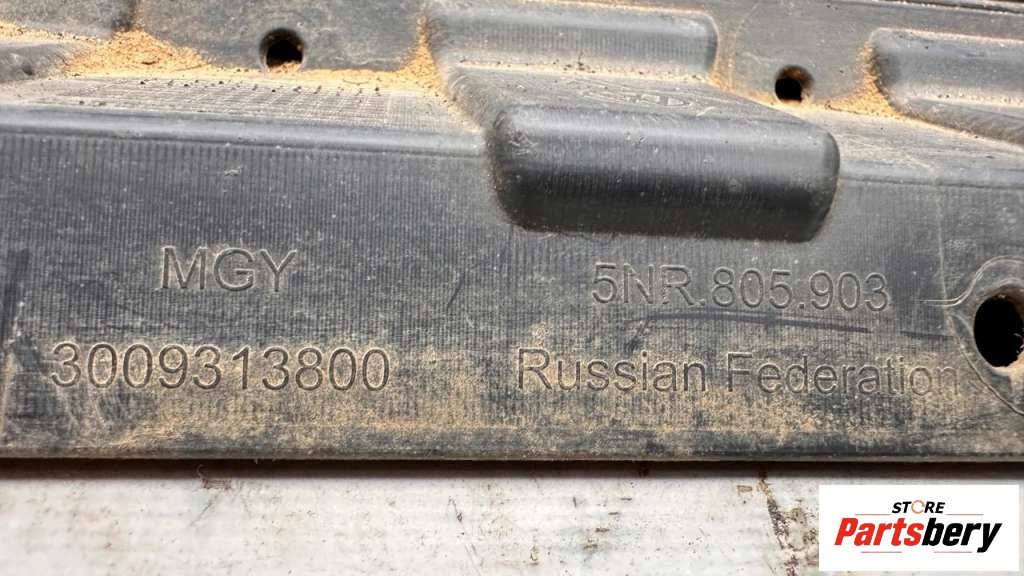 MGY
5NR.805.903
3009313800
Russian Federation
STORE
Partsbery